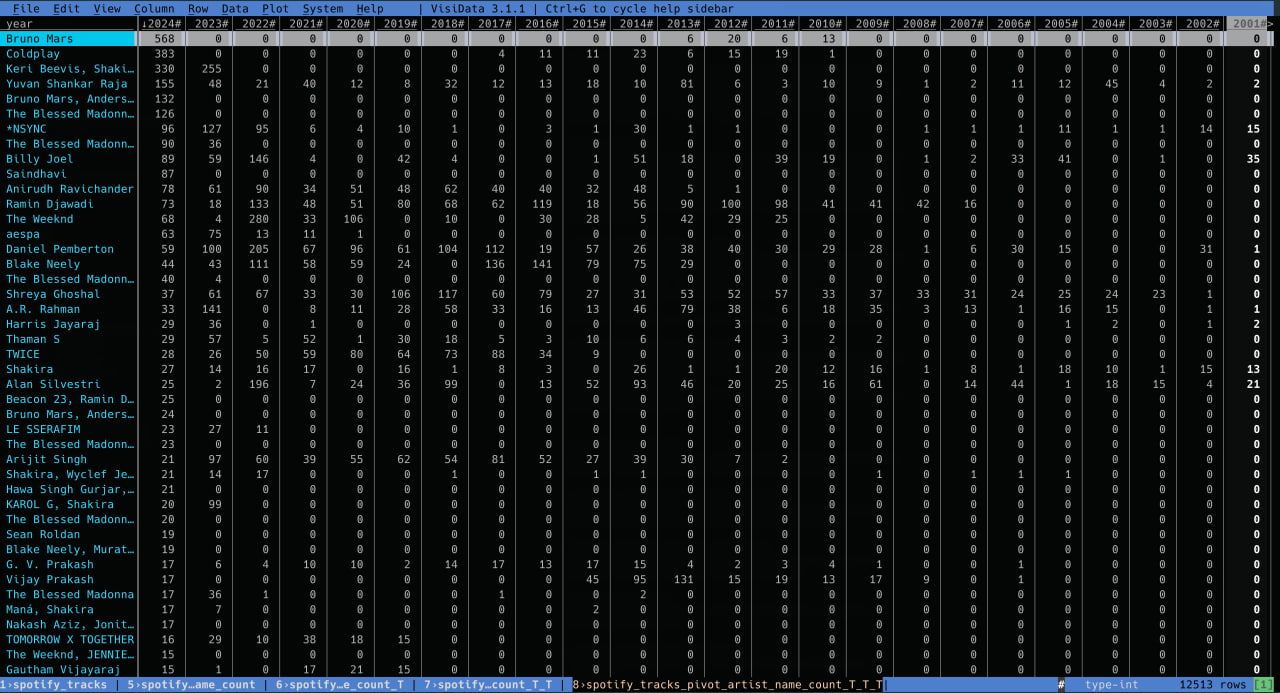 File Edit View Column Row Data Plot System Help | VisiData 3.1.1 | Ctrl+G to cycle help sidebar
year ↓2024# 2023# 2022# 2021# 2020# 2019# 2018# 2017# 2016# 2015# 2014# 2013# 2012# 2011# 2010# 2009# 2008# 2007# 2006# 2005# 2004# 2003# 2002# 2001#>
Bruno Mars 568 0 0 0 0 0 0 0 0 0 0 6 20 6 13 0 0 0 0 0 0 0 0 0
Coldplay 383 0 0 0 0 0 0 4 11 11 23 6 15 19 1 0 0 0 0 0 0 0 0 0
Keri Beevis, Shaki… 330 255 0 0 0 0 0 0 0 0 0 0 0 0 0 0 0 0 0 0 0 0 0 0
Yuvan Shankar Raja 155 48 21 40 12 8 32 12 13 18 10 81 6 3 10 9 1 2 11 12 45 4 2 2
Bruno Mars, Anders… 132 0 0 0 0 0 0 0 0 0 0 0 0 0 0 0 0 0 0 0 0 0 0 0
The Blessed Madonn… 126 0 0 0 0 0 0 0 0 0 0 0 0 0 0 0 0 0 0 0 0 0 0 0
*NSYNC 96 127 95 6 4 10 1 0 3 1 30 1 1 0 0 0 1 1 1 11 1 1 14 15
The Blessed Madonn… 90 36 0 0 0 0 0 0 0 0 0 0 0 0 0 0 0 0 0 0 0 0 0 0
Billy Joel 89 59 146 4 0 42 4 0 0 1 51 18 0 39 19 0 1 2 33 41 0 1 0 35
Saindhavi 87 0 0 0 0 0 0 0 0 0 0 0 0 0 0 0 0 0 0 0 0 0 0 0
Anirudh Ravichander 78 61 90 34 51 48 62 40 40 32 48 5 1 0 0 0 0 0 0 0 0 0 0 0
Ramin Djawadi 73 18 133 48 51 80 68 62 119 18 56 90 100 98 41 41 42 16 0 0 0 0 0 0
The Weeknd 68 4 280 33 106 0 10 0 30 28 5 42 29 25 0 0 0 0 0 0 0 0 0 0
aespa 63 75 13 11 1 0 0 0 0 0 0 0 0 0 0 0 0 0 0 0 0 0 0 0
Daniel Pemberton 59 100 205 67 96 61 104 112 19 57 26 38 40 30 29 28 1 6 30 15 0 0 31 1
Blake Neely 44 43 111 58 59 24 0 136 141 79 75 29 0 0 0 0 0 0 0 0 0 0 0 0
The Blessed Madonn… 40 4 0 0 0 0 0 0 0 0 0 0 0 0 0 0 0 0 0 0 0 0 0 0
Shreya Ghoshal 37 61 67 33 30 106 117 60 79 27 31 53 52 57 33 37 33 31 24 25 24 23 1 0
A.R. Rahman 33 141 0 8 11 28 58 33 16 13 46 79 38 6 18 35 3 13 1 16 15 0 1 1
Harris Jayaraj 29 36 0 1 0 0 0 0 0 0 0 0 3 0 0 0 0 0 0 1 2 0 1 2
Thaman S 29 57 5 52 1 30 18 5 3 10 6 6 4 3 2 2 0 0 0 0 0 0 0 0
TWICE 28 26 50 59 80 64 73 88 34 9 0 0 0 0 0 0 0 0 0 0 0 0 0 0
Shakira 27 14 16 17 0 16 1 8 3 0 26 1 1 20 12 16 1 8 1 18 10 1 15 13
Alan Silvestri 25 2 196 7 24 36 99 0 13 52 93 46 20 25 16 61 0 14 44 1 18 15 4 21
Beacon 23, Ramin D… 25 0 0 0 0 0 0 0 0 0 0 0 0 0 0 0 0 0 0 0 0 0 0 0
Bruno Mars, Anders… 24 0 0 0 0 0 0 0 0 0 0 0 0 0 0 0 0 0 0 0 0 0 0 0
LE SSERAFIM 23 27 11 0 0 0 0 0 0 0 0 0 0 0 0 0 0 0 0 0 0 0 0 0
The Blessed Madonn… 23 0 0 0 0 0 0 0 0 0 0 0 0 0 0 0 0 0 0 0 0 0 0 0
Arijit Singh 21 97 60 39 55 62 54 81 52 27 39 30 7 2 0 0 0 0 0 0 0 0 0 0
Shakira, Wyclef Je… 21 14 17 0 0 0 1 0 0 1 1 0 0 0 0 1 0 1 1 1 0 0 0 0
Hawa Singh Gurjar,… 21 0 0 0 0 0 0 0 0 0 0 0 0 0 0 0 0 0 0 0 0 0 0 0
KAROL G, Shakira 20 99 0 0 0 0 0 0 0 0 0 0 0 0 0 0 0 0 0 0 0 0 0 0
The Blessed Madonn… 20 0 0 0 0 0 0 0 0 0 0 0 0 0 0 0 0 0 0 0 0 0 0 0
Sean Roldan 19 0 0 0 0 0 0 0 0 0 0 0 0 0 0 0 0 0 0 0 0 0 0 0
Blake Neely, Murat… 19 0 0 0 0 0 0 0 0 0 0 0 0 0 0 0 0 0 0 0 0 0 0 0
G. V. Prakash 17 6 4 10 10 2 14 17 13 17 15 4 2 3 4 1 0 0 1 0 0 0 0 0
Vijay Prakash 17 0 0 0 0 0 0 0 0 45 95 131 15 19 13 17 9 0 1 0 0 0 0 0
The Blessed Madonna 17 36 1 0 0 0 0 1 0 0 2 0 0 0 0 0 0 0 0 0 0 0 0 0
Maná, Shakira 17 7 0 0 0 0 0 0 0 2 0 0 0 0 0 0 0 0 0 0 0 0 0 0
Nakash Aziz, Jonit… 17 0 0 0 0 0 0 0 0 0 0 0 0 0 0 0 0 0 0 0 0 0 0 0
TOMORROW X TOGETHER 16 29 10 38 18 15 0 0 0 0 0 0 0 0 0 0 0 0 0 0 0 0 0 0
The Weeknd, JENNIE… 15 0 0 0 0 0 0 0 0 0 0 0 0 0 0 0 0 0 0 0 0 0 0 0
Gautham Vijayaraj 15 1 0 17 21 15 0 0 0 0 0 0 0 0 0 0 0 0 0 0 0 0 0 0
1›spotify_tracks | 5›spotify…ame_count | 6›spotify…e_count_T | 7›spotify…count_T_T | 8›spotify_tracks_pivot_artist_name_count_T_T_T| # type-int 12513 rows [1]